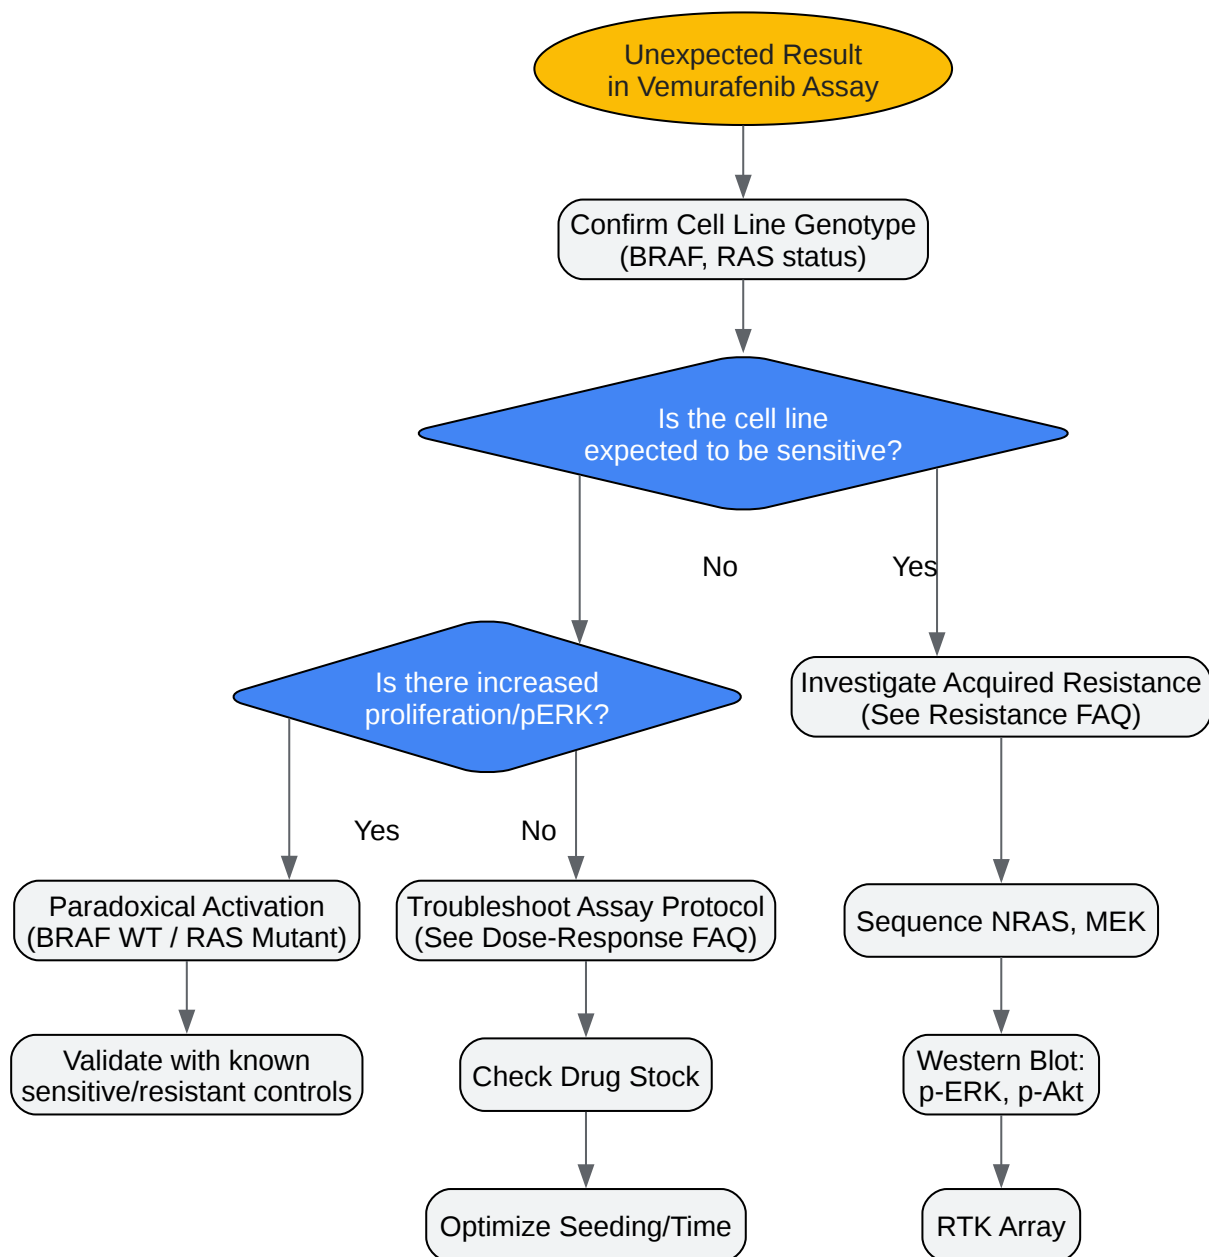 Unexpected Result
in Vemurafenib Assay
Confirm Cell Line Genotype
(BRAF, RAS status)
Is the cell line
expected to be sensitive?
No
Yes
Is there increased
proliferation/pERK?
Investigate Acquired Resistance
(See Resistance FAQ)
Yes
No
Paradoxical Activation
(BRAF WT / RAS Mutant)
Troubleshoot Assay Protocol
(See Dose-Response FAQ)
Sequence NRAS, MEK
Validate with known
sensitive/resistant controls
Check Drug Stock
Western Blot:
p-ERK, p-Akt
Optimize Seeding/Time
RTK Array